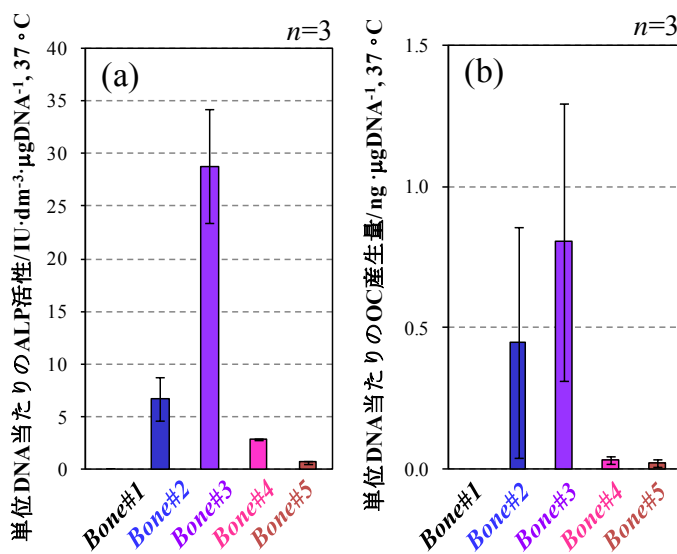 単位DNA当たりのALP活性/IU·dm⁻³·μgDNA⁻¹, 37 ∘ C
n=3
(a)
40
35
30
25
20
15
10
5
0
Bone#1
Bone#2
Bone#3
Bone#4
Bone#5
単位DNA当たりのOC産生量/ng ·μgDNA⁻¹, 37 ∘ C
n=3
(b)
1.5
1.0
0.5
0.0
Bone#1
Bone#2
Bone#3
Bone#4
Bone#5